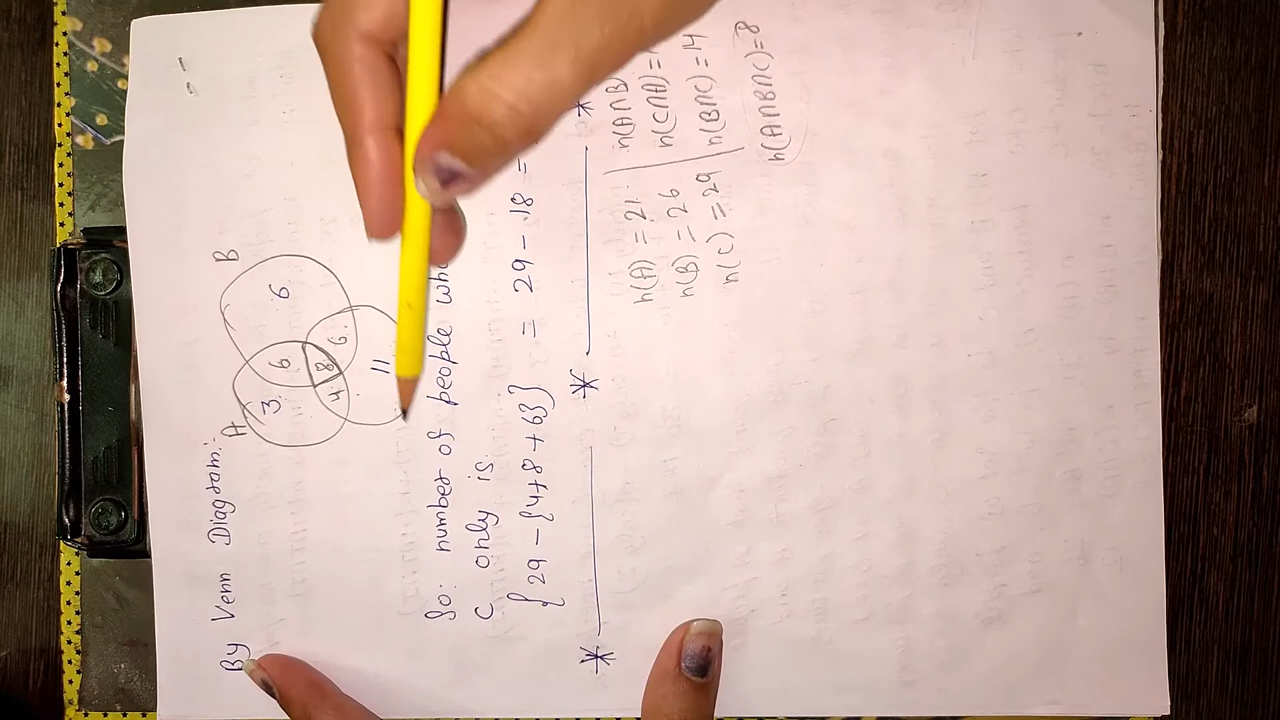 By Venn Diagram:
A
B
3
6
6
8
4
6
11
So: number of people
C only is
{29 - {4+8+6}} = 29 - 18 =
* * *
n(A) = 21
n(B) = 26
n(C) = 29
n(A∩B)
n(C∩A) =
n(B∩C) = 14
n(A∩B∩C) = 8